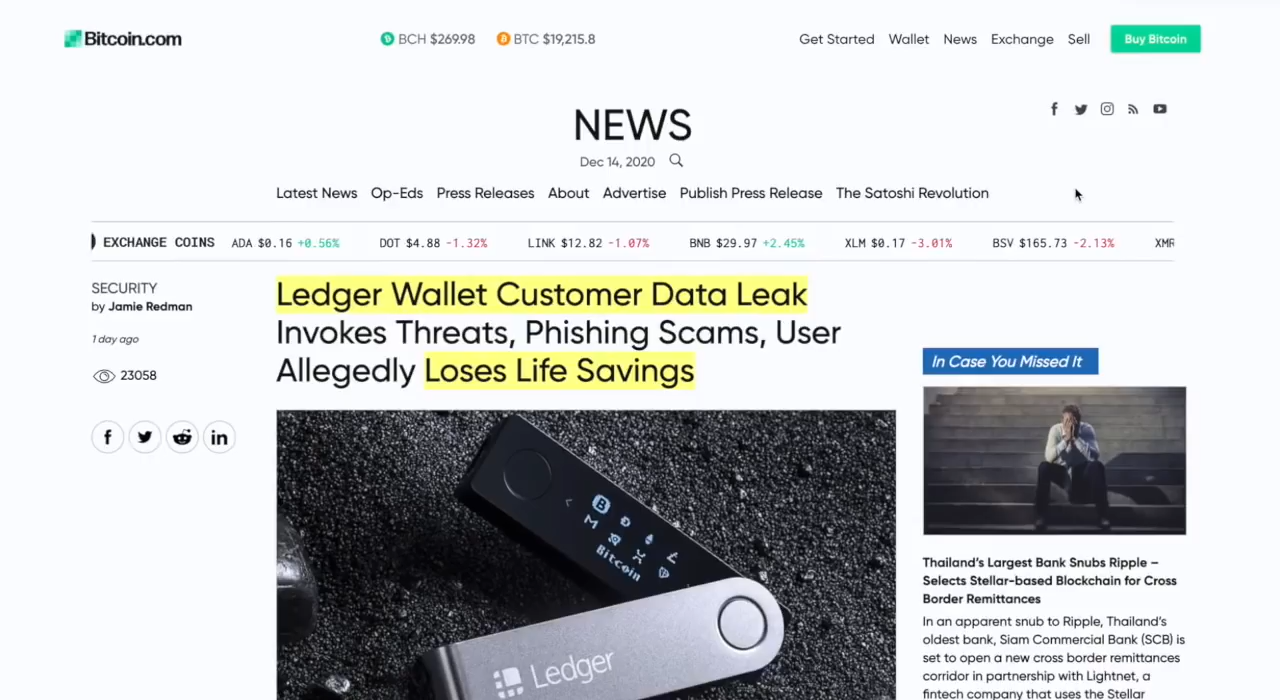 Bitcoin.com
BCH $269.98 BTC $19,215.8
Get Started Wallet News Exchange Sell Buy Bitcoin
NEWS
Dec 14, 2020
Latest News Op-Eds Press Releases About Advertise Publish Press Release The Satoshi Revolution
EXCHANGE COINS ADA $0.16 +0.56% DOT $4.88 -1.32% LINK $12.82 -1.07% BNB $29.97 +2.45% XLM $0.17 -3.01% BSV $165.73 -2.13% XMR
SECURITY
by Jamie Redman
1 day ago
23058
Ledger Wallet Customer Data Leak
Invokes Threats, Phishing Scams, User
Allegedly Loses Life Savings
Bitcoin
Ledger
In Case You Missed It
Thailand's Largest Bank Snubs Ripple –
Selects Stellar-based Blockchain for Cross
Border Remittances
In an apparent snub to Ripple, Thailand's
oldest bank, Siam Commercial Bank (SCB) is
set to open a new cross border remittances
corridor in partnership with Lightnet, a
fintech company that uses the Stellar